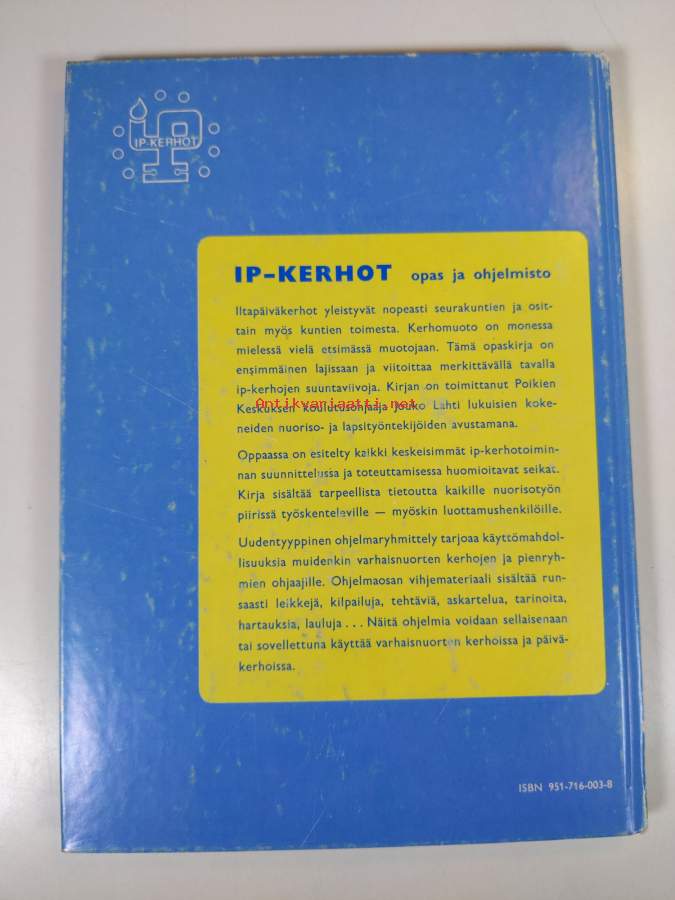 IP-KERHOT
IP-KERHOT opas ja ohjelmisto
Iltapäiväkerhot yleistyvät nopeasti seurakuntien ja osit-
tain myös kuntien toimesta. Kerhomuoto on monessa
mielessä vielä etsimässä muotojaan. Tämä opaskirja on
ensimmäinen lajissaan ja viitoittaa merkittävällä tavalla
ip-kerhojen suuntaviivoja. Kirjan on toimittanut Poikien
Antikvariaatti.net
Keskuksen koulutusohjaaja Jouko Lahti lukuisien koke-
neiden nuoriso- ja lapsityöntekijöiden avustamana.
Oppaassa on esitelty kaikki keskeisimmät ip-kerhotoimin-
nan suunnittelussa ja toteuttamisessa huomioitavat seikat.
Kirja sisältää tarpeellista tietoutta kaikille nuorisotyön
piirissä työskenteleville — myöskin luottamushenkilöille.
Uudentyyppinen ohjelmaryhmittely tarjoaa käyttömahdol-
lisuuksia muidenkin varhaisnuorten kerhojen ja pienryh-
mien ohjaajille. Ohjelmaosan vihjemateriaali sisältää run-
saasti leikkejä, kilpailuja, tehtäviä, askartelua, tarinoita,
hartauksia, lauluja . . . Näitä ohjelmia voidaan sellaisenaan
tai sovellettuna käyttää varhaisnuorten kerhoissa ja päivä-
kerhoissa.
ISBN 951-716-003-8